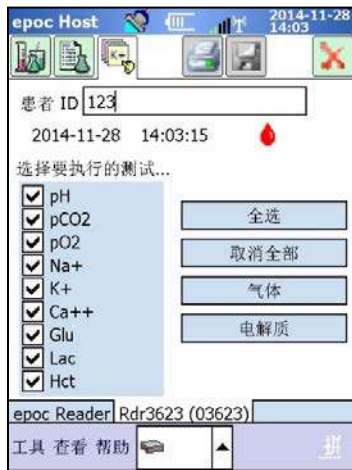 epoc Host 2014-11-28 14:03
患者 ID 123
2014-11-28 14:03:15
选择要执行的测试...
pH
pCO2
pO2
Na+
K+
Ca++
Glu
Lac
Hct
全选
取消全部
气体
电解质
epoc Reader Rdr3623 (03623)
工具 查看 帮助
拼